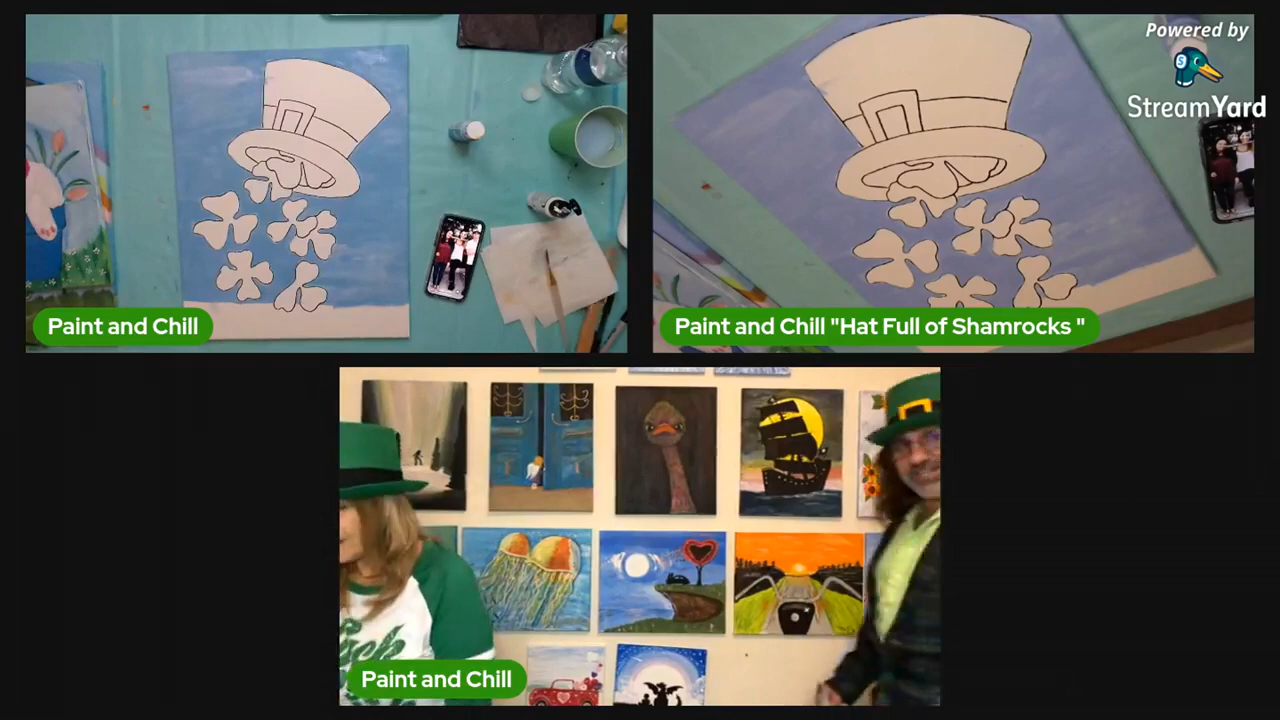 Powered by
StreamYard
Paint and Chill
Paint and Chill "Hat Full of Shamrocks "
Paint and Chill